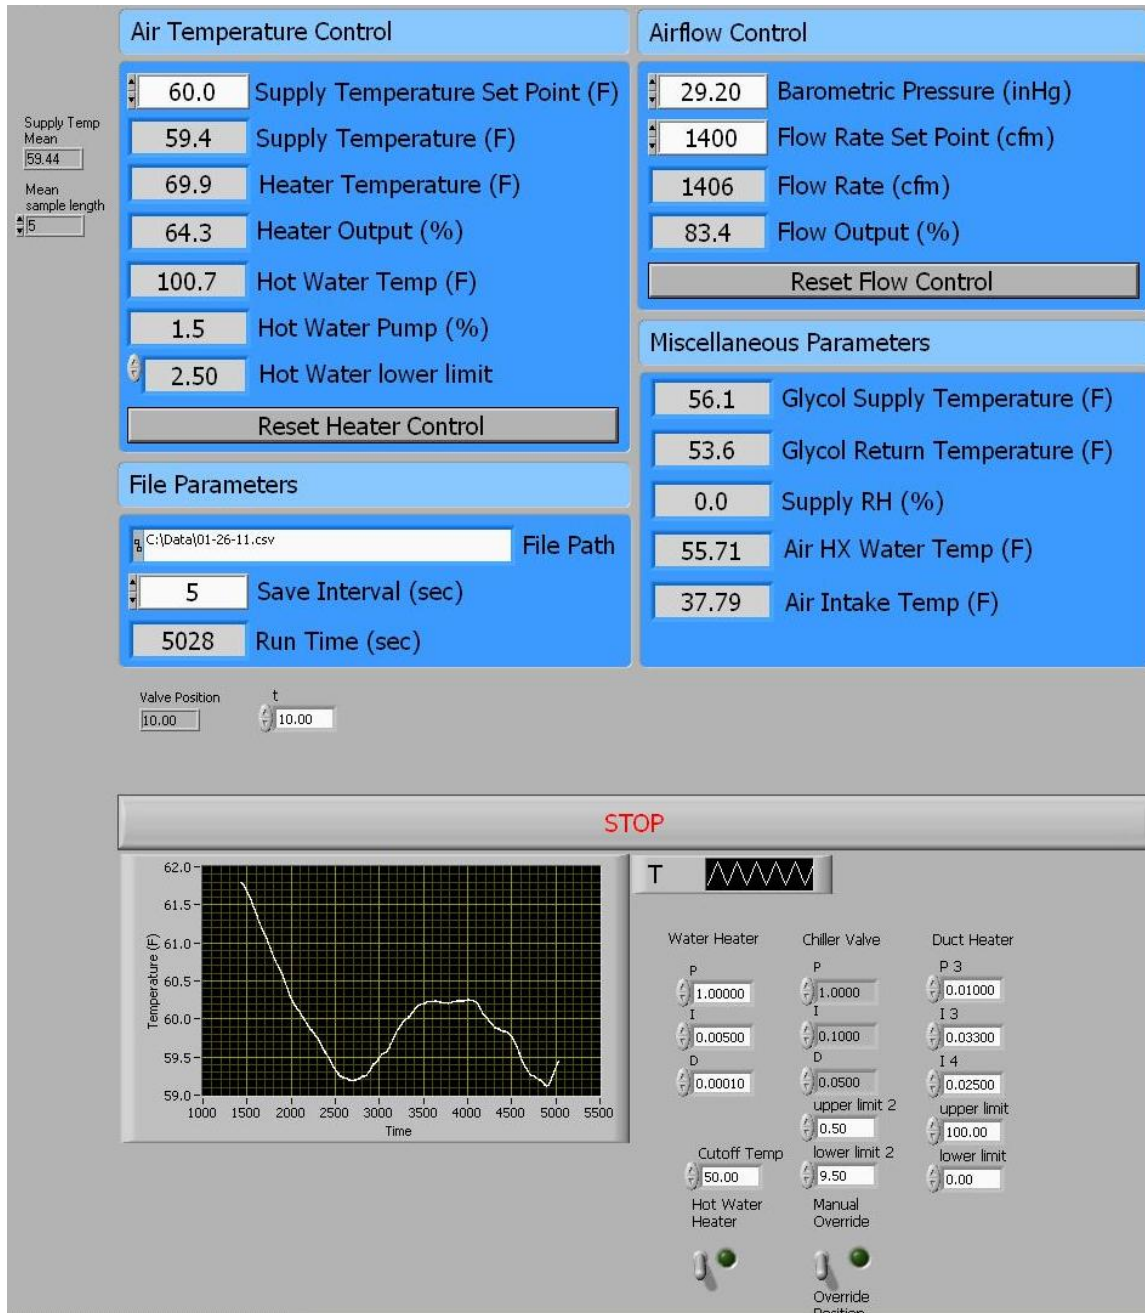 Air Temperature Control
60.0 Supply Temperature Set Point (F)
59.4 Supply Temperature (F)
69.9 Heater Temperature (F)
64.3 Heater Output (%)
100.7 Hot Water Temp (F)
1.5 Hot Water Pump (%)
2.50 Hot Water lower limit
Reset Heater Control
Supply Temp
Mean
59.44
Mean
sample length
5
Airflow Control
29.20 Barometric Pressure (inHg)
1400 Flow Rate Set Point (cfm)
1406 Flow Rate (cfm)
83.4 Flow Output (%)
Reset Flow Control
Miscellaneous Parameters
56.1 Glycol Supply Temperature (F)
53.6 Glycol Return Temperature (F)
0.0 Supply RH (%)
55.71 Air HX Water Temp (F)
37.79 Air Intake Temp (F)
File Parameters
C:\Data\01-26-11.csv File Path
5 Save Interval (sec)
5028 Run Time (sec)
Valve Position
10.00
t
10.00
STOP
Temperature (F)
62.0
61.5
61.0
60.5
60.0
59.5
59.0
1000 1500 2000 2500 3000 3500 4000 4500 5000 5500
Time
T
Water Heater
P
1.00000
I
0.00500
D
0.00010
Cutoff Temp
50.00
Hot Water
Heater
Chiller Valve
P
1.0000
I
0.1000
D
0.0500
upper limit 2
0.50
lower limit 2
9.50
Manual
Override
Override
Position
Duct Heater
P 3
0.01000
I 3
0.03300
I 4
0.02500
upper limit
100.00
lower limit
0.00